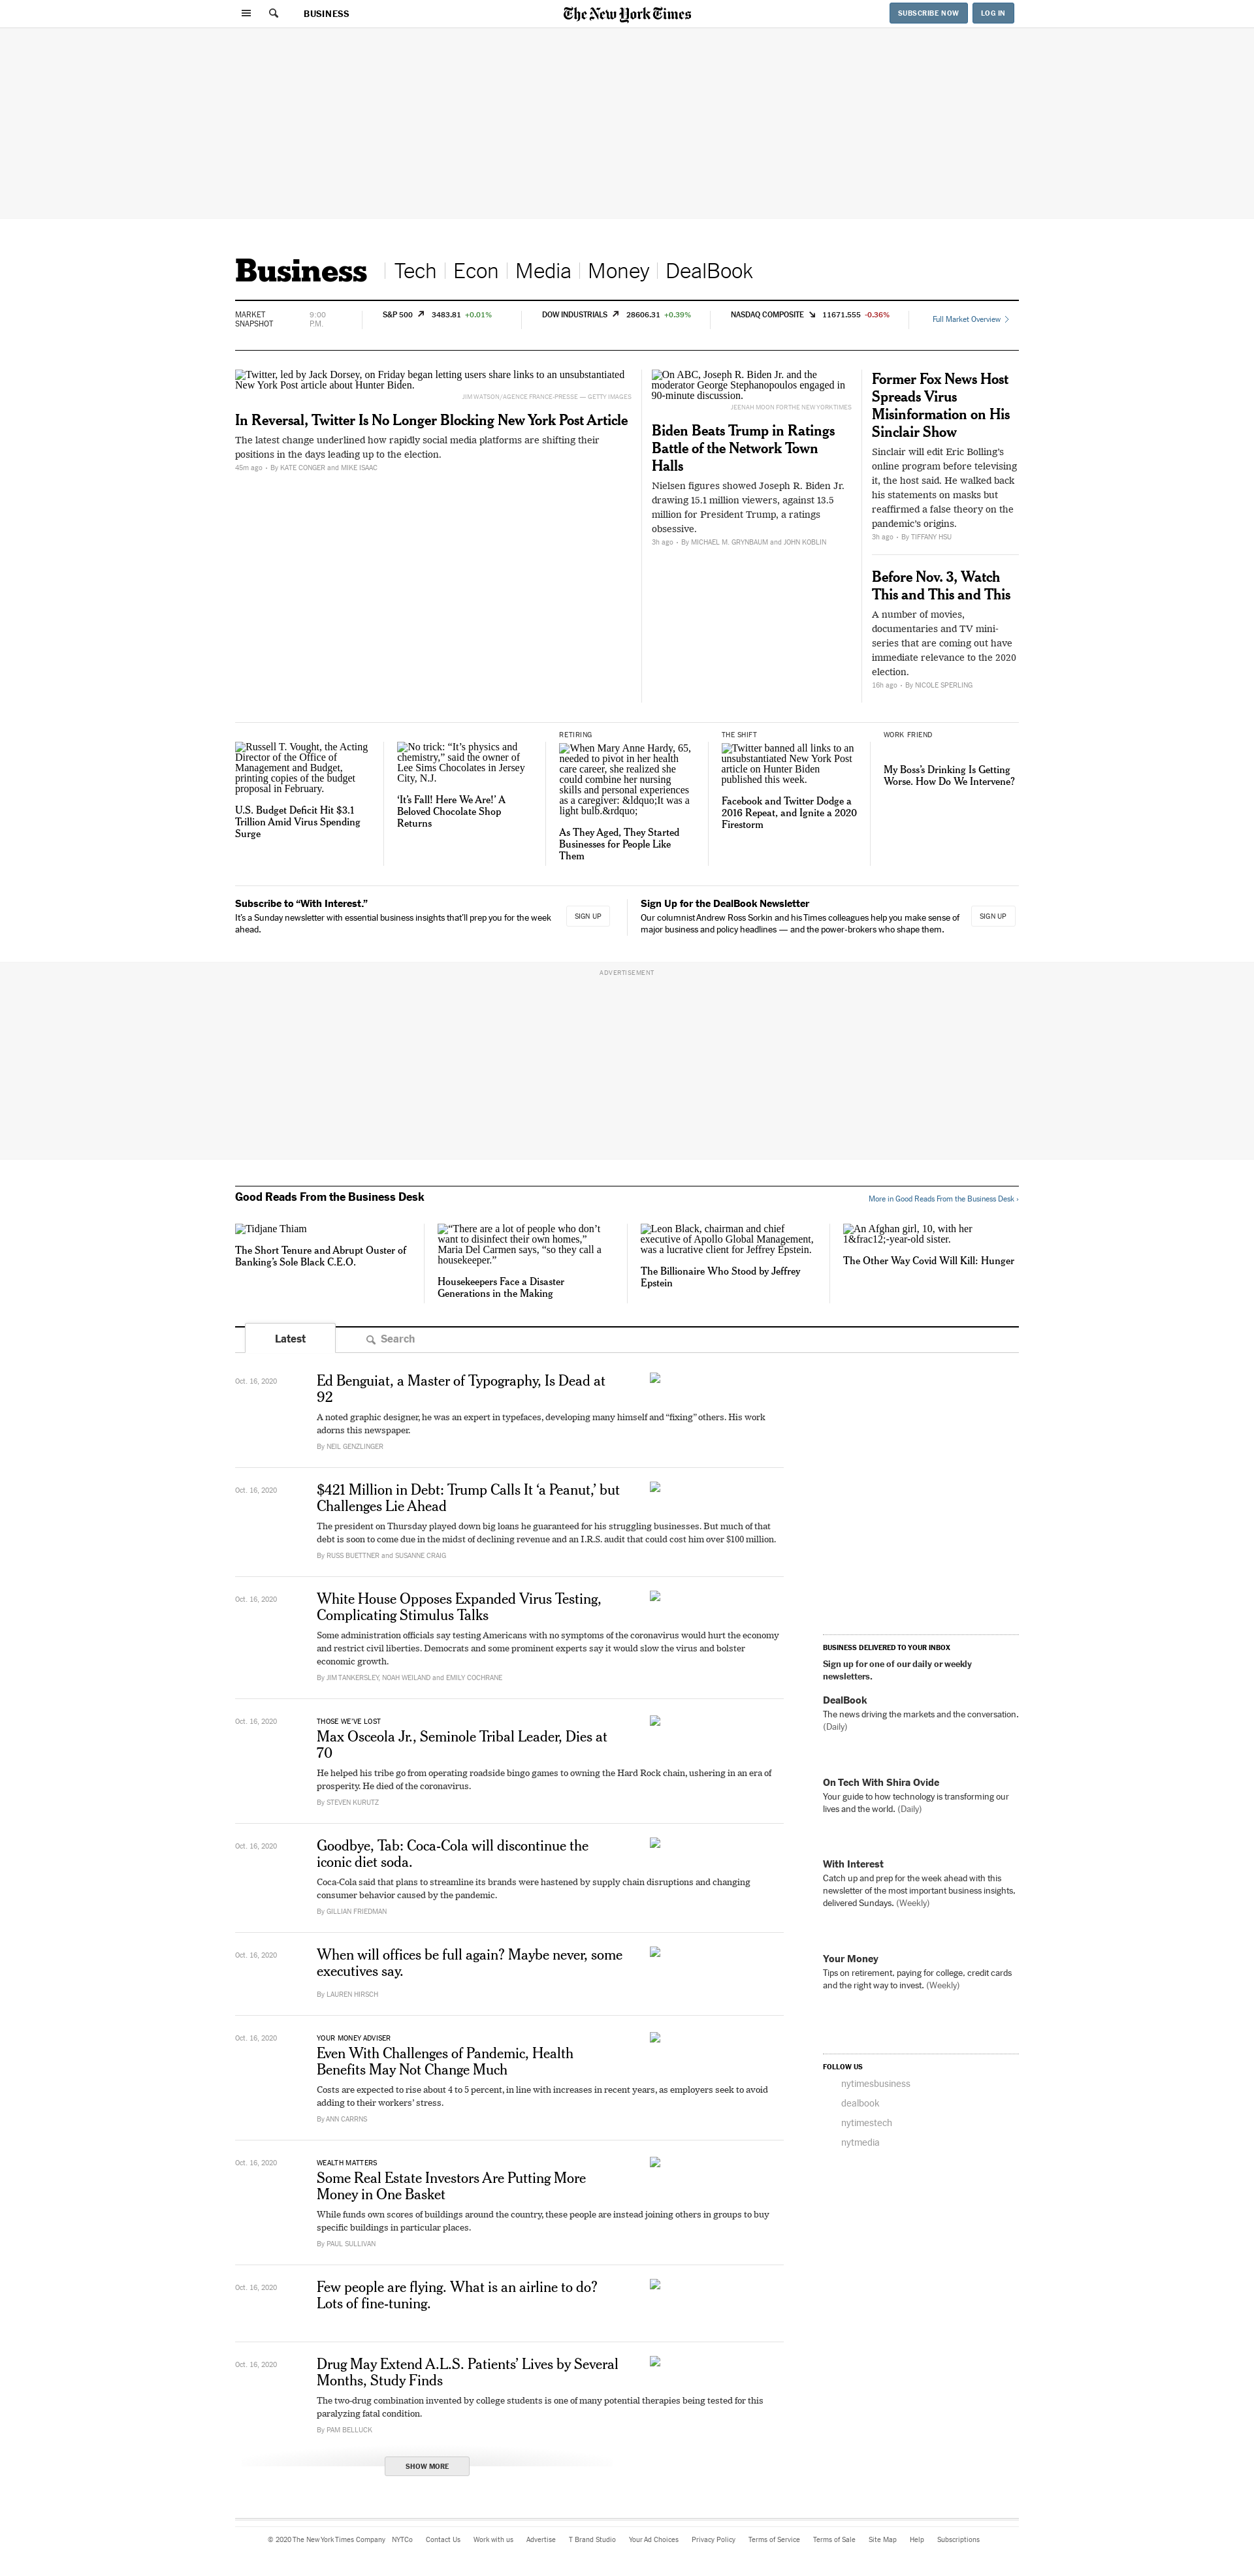 BUSINESS
The New York Times
SUBSCRIBE NOW
LOG IN
Business
Tech
Econ
Media
Money
DealBook
MARKET
SNAPSHOT
9:00
P.M.
S&P 500 3483.81 +0.01%
DOW INDUSTRIALS 28606.31 +0.39%
NASDAQ COMPOSITE 11671.555 -0.36%
Full Market Overview
Twitter, led by Jack Dorsey, on Friday began letting users share links to an unsubstantiated
New York Post article about Hunter Biden.
JIM WATSON/AGENCE FRANCE-PRESSE — GETTY IMAGES
In Reversal, Twitter Is No Longer Blocking New York Post Article
The latest change underlined how rapidly social media platforms are shifting their
positions in the days leading up to the election.
45m ago • By KATE CONGER and MIKE ISAAC
On ABC, Joseph R. Biden Jr. and the
moderator George Stephanopoulos engaged in
90-minute discussion.
JEENAH MOON FOR THE NEW YORK TIMES
Biden Beats Trump in Ratings
Battle of the Network Town
Halls
Nielsen figures showed Joseph R. Biden Jr.
drawing 15.1 million viewers, against 13.5
million for President Trump, a ratings
obsessive.
3h ago • By MICHAEL M. GRYNBAUM and JOHN KOBLIN
Former Fox News Host
Spreads Virus
Misinformation on His
Sinclair Show
Sinclair will edit Eric Bolling’s
online program before televising
it, the host said. He walked back
his statements on masks but
reaffirmed a false theory on the
pandemic’s origins.
3h ago • By TIFFANY HSU
Before Nov. 3, Watch
This and This and This
A number of movies,
documentaries and TV mini-
series that are coming out have
immediate relevance to the 2020
election.
16h ago • By NICOLE SPERLING
Russell T. Vought, the Acting
Director of the Office of
Management and Budget,
printing copies of the budget
proposal in February.
U.S. Budget Deficit Hit $3.1
Trillion Amid Virus Spending
Surge
No trick: “It’s physics and
chemistry,” said the owner of
Lee Sims Chocolates in Jersey
City, N.J.
‘It’s Fall! Here We Are!’ A
Beloved Chocolate Shop
Returns
RETIRING
When Mary Anne Hardy, 65,
needed to pivot in her health
care career, she realized she
could combine her nursing
skills and personal experiences
as a caregiver: &ldquo;It was a
light bulb.&rdquo;
As They Aged, They Started
Businesses for People Like
Them
THE SHIFT
Twitter banned all links to an
unsubstantiated New York Post
article on Hunter Biden
published this week.
Facebook and Twitter Dodge a
2016 Repeat, and Ignite a 2020
Firestorm
WORK FRIEND
My Boss’s Drinking Is Getting
Worse. How Do We Intervene?
Subscribe to “With Interest.”
It’s a Sunday newsletter with essential business insights that’ll prep you for the week
ahead.
SIGN UP
Sign Up for the DealBook Newsletter
Our columnist Andrew Ross Sorkin and his Times colleagues help you make sense of
major business and policy headlines — and the power-brokers who shape them.
SIGN UP
ADVERTISEMENT
Good Reads From the Business Desk
More in Good Reads From the Business Desk ›
Tidjane Thiam
The Short Tenure and Abrupt Ouster of
Banking’s Sole Black C.E.O.
“There are a lot of people who don’t
want to disinfect their own homes,”
Maria Del Carmen says, “so they call a
housekeeper.”
Housekeepers Face a Disaster
Generations in the Making
Leon Black, chairman and chief
executive of Apollo Global Management,
was a lucrative client for Jeffrey Epstein.
The Billionaire Who Stood by Jeffrey
Epstein
An Afghan girl, 10, with her
1&frac12;-year-old sister.
The Other Way Covid Will Kill: Hunger
Latest
Search
Oct. 16, 2020
Ed Benguiat, a Master of Typography, Is Dead at
92
A noted graphic designer, he was an expert in typefaces, developing many himself and “fixing” others. His work
adorns this newspaper.
By NEIL GENZLINGER
Oct. 16, 2020
$421 Million in Debt: Trump Calls It ‘a Peanut,’ but
Challenges Lie Ahead
The president on Thursday played down big loans he guaranteed for his struggling businesses. But much of that
debt is soon to come due in the midst of declining revenue and an I.R.S. audit that could cost him over $100 million.
By RUSS BUETTNER and SUSANNE CRAIG
Oct. 16, 2020
White House Opposes Expanded Virus Testing,
Complicating Stimulus Talks
Some administration officials say testing Americans with no symptoms of the coronavirus would hurt the economy
and restrict civil liberties. Democrats and some prominent experts say it would slow the virus and bolster
economic growth.
By JIM TANKERSLEY, NOAH WEILAND and EMILY COCHRANE
Oct. 16, 2020
THOSE WE’VE LOST
Max Osceola Jr., Seminole Tribal Leader, Dies at
70
He helped his tribe go from operating roadside bingo games to owning the Hard Rock chain, ushering in an era of
prosperity. He died of the coronavirus.
By STEVEN KURUTZ
Oct. 16, 2020
Goodbye, Tab: Coca-Cola will discontinue the
iconic diet soda.
Coca-Cola said that plans to streamline its brands were hastened by supply chain disruptions and changing
consumer behavior caused by the pandemic.
By GILLIAN FRIEDMAN
Oct. 16, 2020
When will offices be full again? Maybe never, some
executives say.
By LAUREN HIRSCH
Oct. 16, 2020
YOUR MONEY ADVISER
Even With Challenges of Pandemic, Health
Benefits May Not Change Much
Costs are expected to rise about 4 to 5 percent, in line with increases in recent years, as employers seek to avoid
adding to their workers’ stress.
By ANN CARRNS
Oct. 16, 2020
WEALTH MATTERS
Some Real Estate Investors Are Putting More
Money in One Basket
While funds own scores of buildings around the country, these people are instead joining others in groups to buy
specific buildings in particular places.
By PAUL SULLIVAN
Oct. 16, 2020
Few people are flying. What is an airline to do?
Lots of fine-tuning.
Oct. 16, 2020
Drug May Extend A.L.S. Patients’ Lives by Several
Months, Study Finds
The two-drug combination invented by college students is one of many potential therapies being tested for this
paralyzing fatal condition.
By PAM BELLUCK
SHOW MORE
BUSINESS DELIVERED TO YOUR INBOX
Sign up for one of our daily or weekly
newsletters.
DealBook
The news driving the markets and the conversation.
(Daily)
On Tech With Shira Ovide
Your guide to how technology is transforming our
lives and the world. (Daily)
With Interest
Catch up and prep for the week ahead with this
newsletter of the most important business insights,
delivered Sundays. (Weekly)
Your Money
Tips on retirement, paying for college, credit cards
and the right way to invest. (Weekly)
FOLLOW US
nytimesbusiness
dealbook
nytimestech
nytmedia
© 2020 The New York Times Company NYTCo Contact Us Work with us Advertise T Brand Studio Your Ad Choices Privacy Policy Terms of Service Terms of Sale Site Map Help Subscriptions